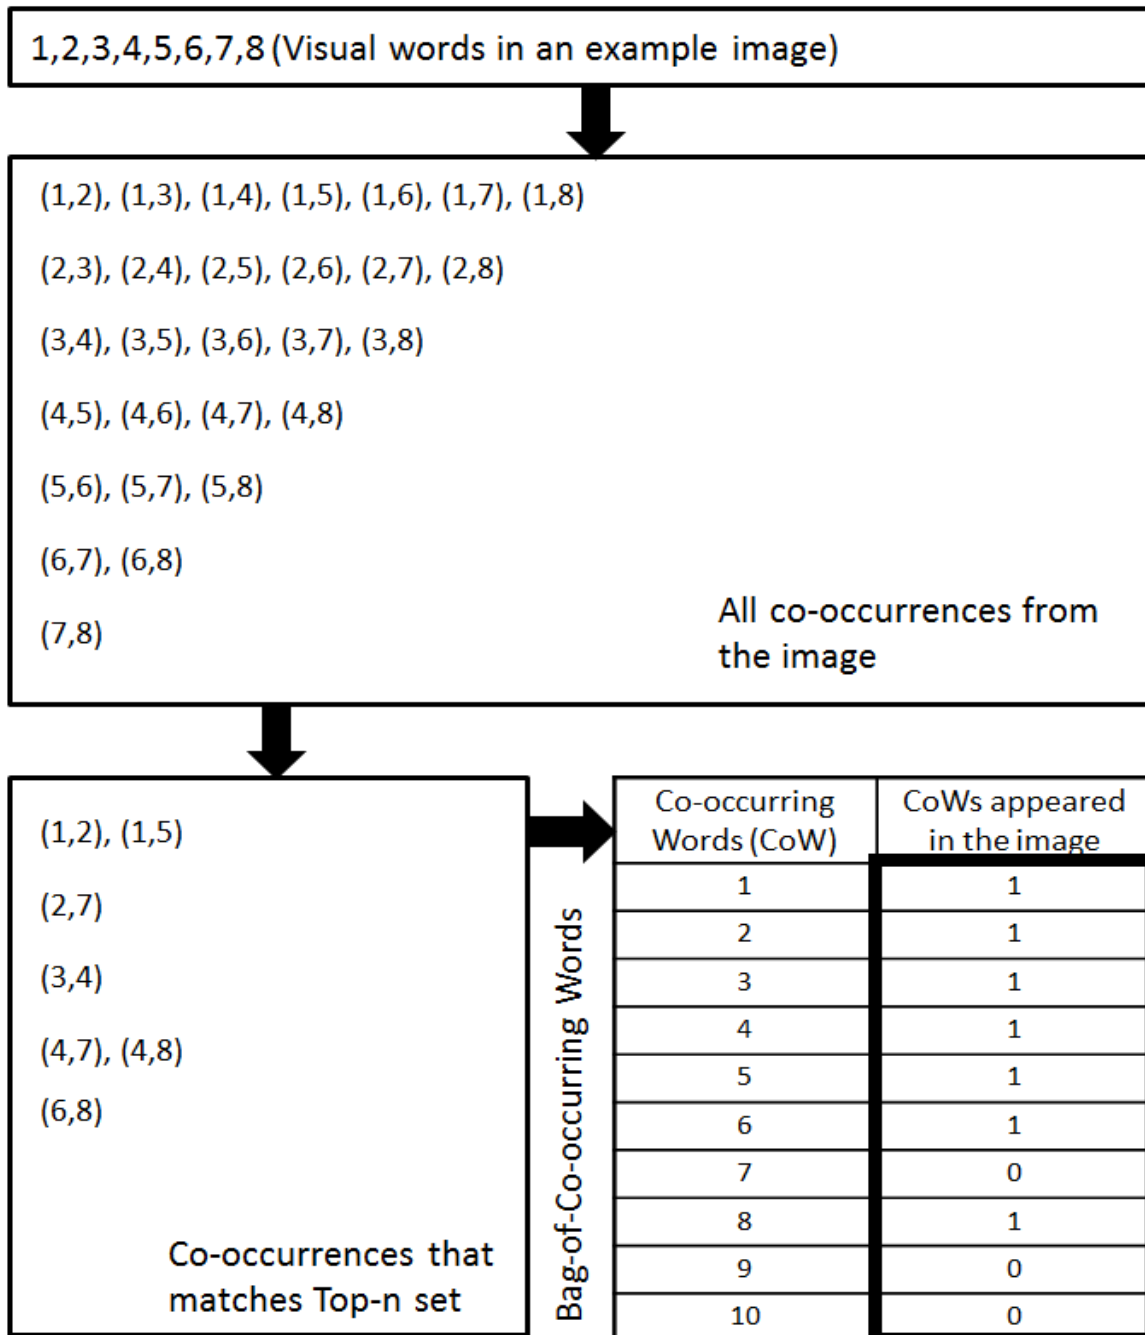 1,2,3,4,5,6,7,8 (Visual words in an example image)
(1,2), (1,3), (1,4), (1,5), (1,6), (1,7), (1,8)
(2,3), (2,4), (2,5), (2,6), (2,7), (2,8)
(3,4), (3,5), (3,6), (3,7), (3,8)
(4,5), (4,6), (4,7), (4,8)
(5,6), (5,7), (5,8)
(6,7), (6,8)
(7,8)
All co-occurrences from
the image
(1,2), (1,5)
(2,7)
(3,4)
(4,7), (4,8)
(6,8)
Co-occurrences that
matches Top-n set
Bag-of-Co-occurring Words
Co-occurring CoWs appeared
Words (CoW) in the image
1 1
2 1
3 1
4 1
5 1
6 1
7 0
8 1
9 0
10 0